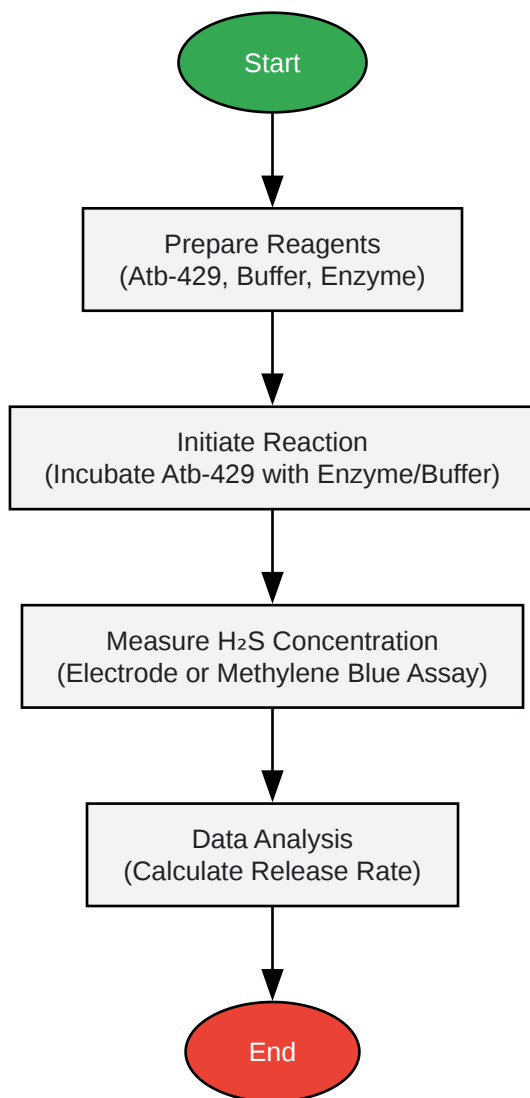 Start
Prepare Reagents
(Atb-429, Buffer, Enzyme)
Initiate Reaction
(Incubate Atb-429 with Enzyme/Buffer)
Measure H₂S Concentration
(Electrode or Methylene Blue Assay)
Data Analysis
(Calculate Release Rate)
End